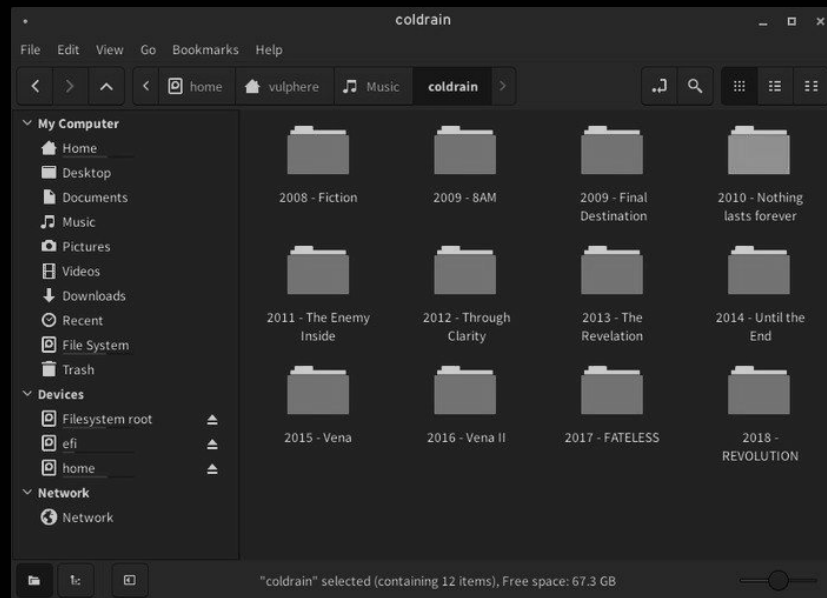 coldrain
File Edit View Go Bookmarks Help
home vulphere Music coldrain
My Computer
Home
Desktop
Documents
Music
Pictures
Videos
Downloads
Recent
File System
Trash
Devices
Filesystem root
efi
home
Network
Network
2008 - Fiction
2009 - 8AM
2009 - Final
Destination
2010 - Nothing
lasts forever
2011 - The Enemy
Inside
2012 - Through
Clarity
2013 - The
Revelation
2014 - Until the
End
2015 - Vena
2016 - Vena II
2017 - FATELESS
2018 -
REVOLUTION
"coldrain" selected (containing 12 items), Free space: 67.3 GB